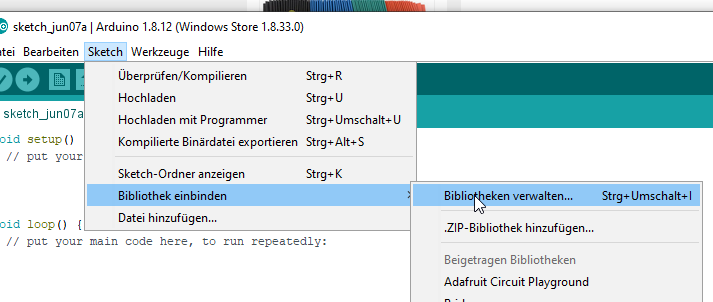 sketch_jun07a | Arduino 1.8.12 (Windows Store 1.8.33.0)
tei Bearbeiten Sketch Werkzeuge Hilfe
Überprüfen/Kompilieren Strg+R
Hochladen Strg+U
sketch_jun07a
Hochladen mit Programmer Strg+Umschalt+U
oid setup()
Kompilierte Binärdatei exportieren Strg+Alt+S
// put your
Sketch-Ordner anzeigen Strg+K
Bibliothek einbinden
Bibliotheken verwalten... Strg+Umschalt+I
oid loop() {
Datei hinzufügen...
.ZIP-Bibliothek hinzufügen...
// put your main code here, to run repeatedly:
Beigetragen Bibliotheken
Adafruit Circuit Playground